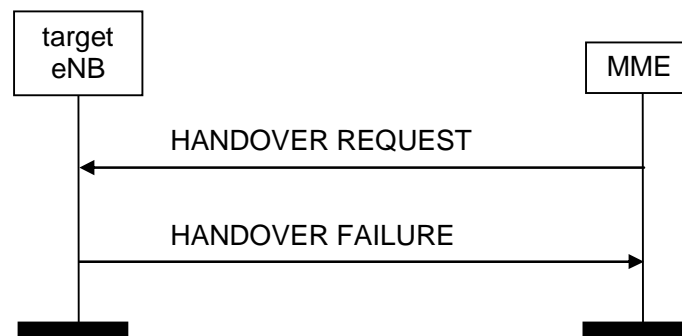 target
eNB
MME
HANDOVER REQUEST
HANDOVER FAILURE